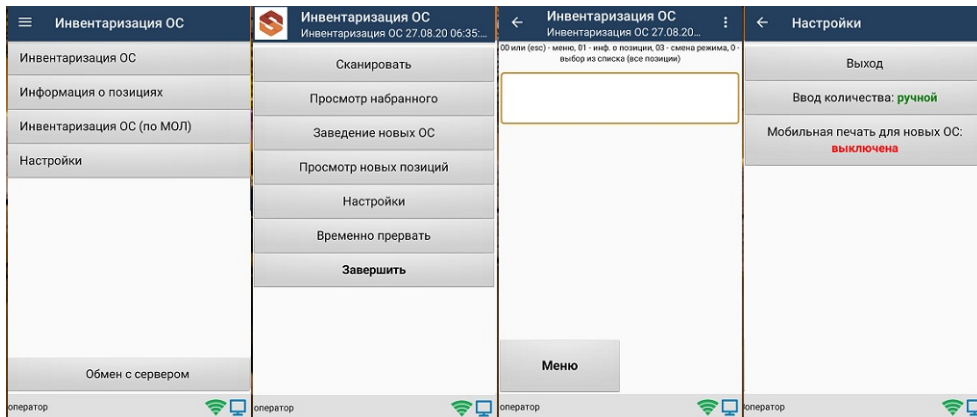 Инвентаризация ОС
Инвентаризация ОС
Информация о позициях
Инвентаризация ОС (по МОЛ)
Настройки
Обмен с сервером
оператор
Инвентаризация ОС
Инвентаризация ОС 27.08.20 06:35:...
Сканировать
Просмотр набранного
Заведение новых ОС
Просмотр новых позиций
Настройки
Временно прервать
Завершить
оператор
Инвентаризация ОС
Инвентаризация ОС 27.08.20...
00 или (esc) - меню, 01 - инф. о позиции, 03 - смена режима, 0 -
выбор из списка (все позиции)
Меню
оператор
Настройки
Выход
Ввод количества: ручной
Мобильная печать для новых ОС:
выключена
оператор